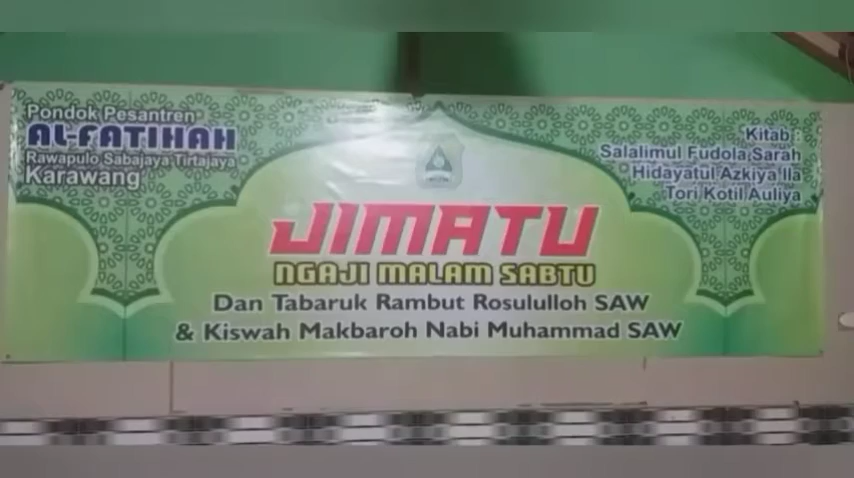 Pondok Pesantren
AL-FATIHAH
Rawapulo Sabajaya Tirtajaya
Karawang
Kitab :
Salalimul Fudola Sarah
Hidayatul Azkiya Ila
Tori Kotil Auliya
JIMATU
NGAJI MALAM SABTU
Dan Tabaruk Rambut Rosululloh SAW
& Kiswah Makbaroh Nabi Muhammad SAW